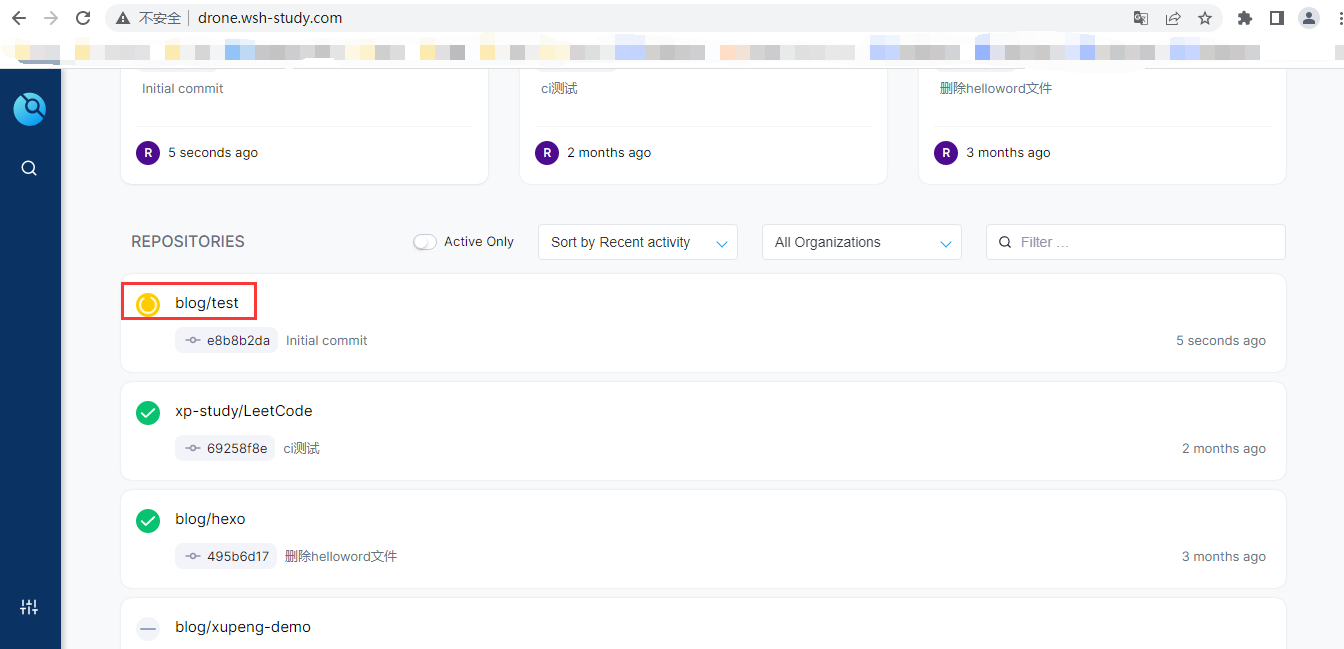 不安全 drone.wsh-study.com
Initial commit
ci测试
删除helloword文件
R 5 seconds ago
R 2 months ago
R 3 months ago
REPOSITORIES
Active Only
Sort by Recent activity
All Organizations
Filter ...
blog/test
e8b8b2da Initial commit
5 seconds ago
xp-study/LeetCode
69258f8e ci测试
2 months ago
blog/hexo
495b6d17 删除helloword文件
3 months ago
blog/xupeng-demo